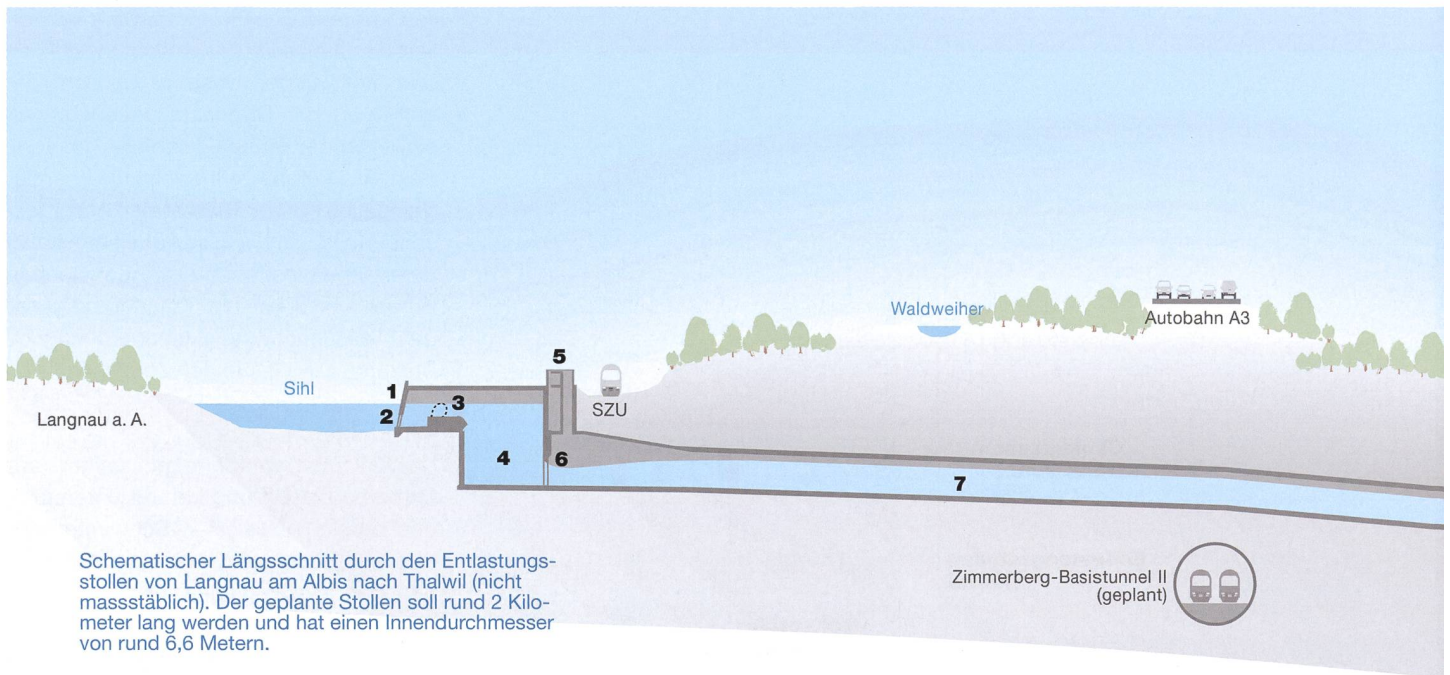 Waldweiher
Autobahn A3
5
Sihl
1
3
SZU
2
Langnau a. A.
4
6
7
Schematischer Längsschnitt durch den Entlastungs-
stollen von Langnau am Albis nach Thalwil (nicht
massstäblich). Der geplante Stollen soll rund 2 Kilo-
meter lang werden und hat einen Innendurchmesser
von rund 6,6 Metern.
Zimmerberg-Basistunnel II
(geplant)